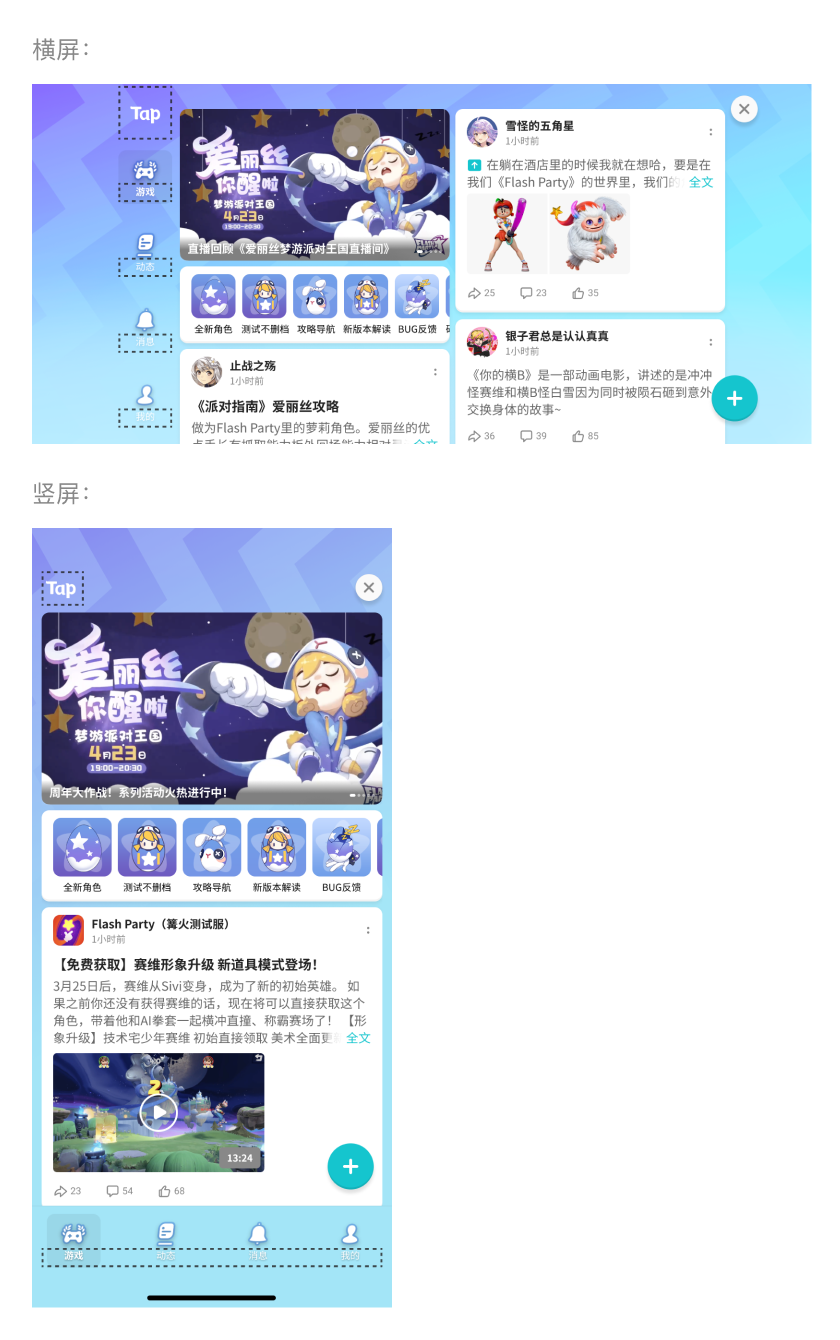 横屏：
Tap
游戏
动态
消息
我的
爱丽丝
你醒啦
梦游派对王国
4月23日
19:00-20:30
直播回顾《爱丽丝梦游派对王国直播间》
全新角色
测试不删档
攻略导航
新版本解读
BUG反馈
止战之殇
1小时前
《派对指南》爱丽丝攻略
做为Flash Party里的萝莉角色。爱丽丝的优
全文
雪怪的五角星
1小时前
在躺在酒店里的时候我就在想哈，要是在
我们《Flash Party》的世界里，我们的 全文
25 23 35
银子君总是认认真真
1小时前
《你的横B》是一部动画电影，讲述的是冲冲
怪赛维和横B怪白雪因为同时被陨石砸到意外
交换身体的故事~
36 39 85
竖屏：
Tap
爱丽丝
你醒啦
梦游派对王国
4月23日
19:00-20:30
周年大作战！系列活动火热进行中！
全新角色
测试不删档
攻略导航
新版本解读
BUG反馈
Flash Party（篝火测试服）
1小时前
【免费获取】赛维形象升级 新道具模式登场！
3月25日后，赛维从Sivi变身，成为了新的初始英雄。 如
果之前你还没有获得赛维的话，现在将可以直接获取这个
角色，带着他和AI拳套一起横冲直撞、称霸赛场了！ 【形
象升级】技术宅少年赛维 初始直接领取 美术全面更 全文
2
13:24
23 54 68
游戏
动态
消息
我的